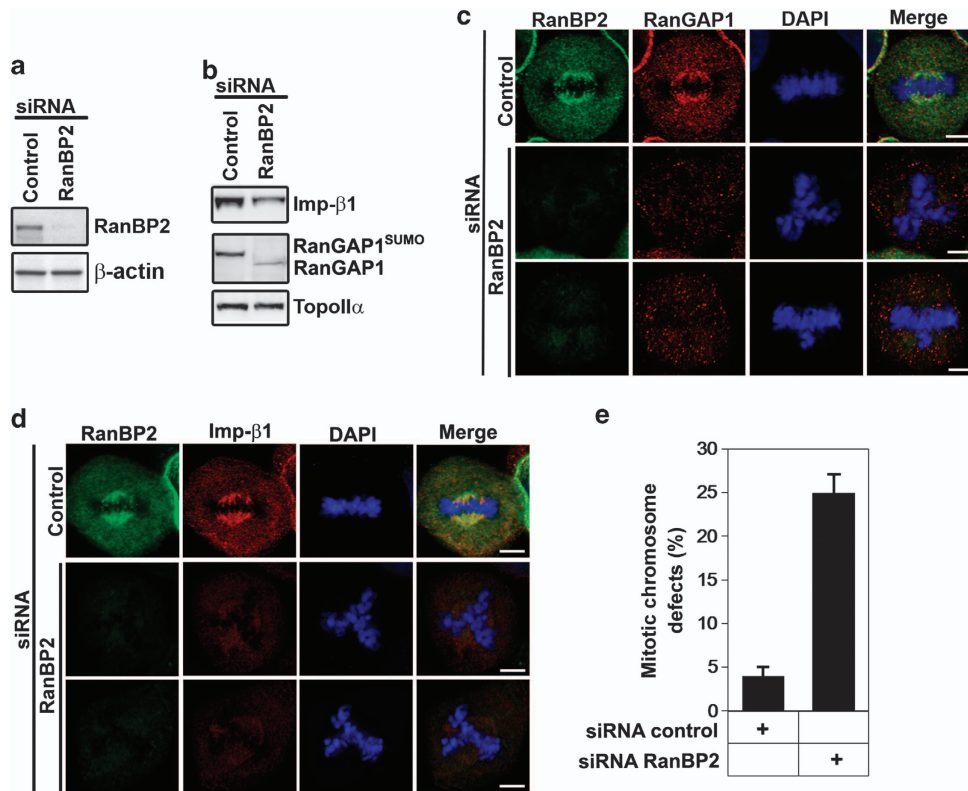 a
siRNA
Control
RanBP2
RanBP2
β-actin
b
siRNA
Control
RanBP2
Imp-β1
RanGAP1SUMO
RanGAP1
TopoIIα
c
RanBP2 RanGAP1 DAPI Merge
siRNA
Control
RanBP2
d
RanBP2 Imp-β1 DAPI Merge
siRNA
Control
RanBP2
e
Mitotic chromosome
defects (%)
30
25
20
15
10
5
0
siRNA control +
siRNA RanBP2 +